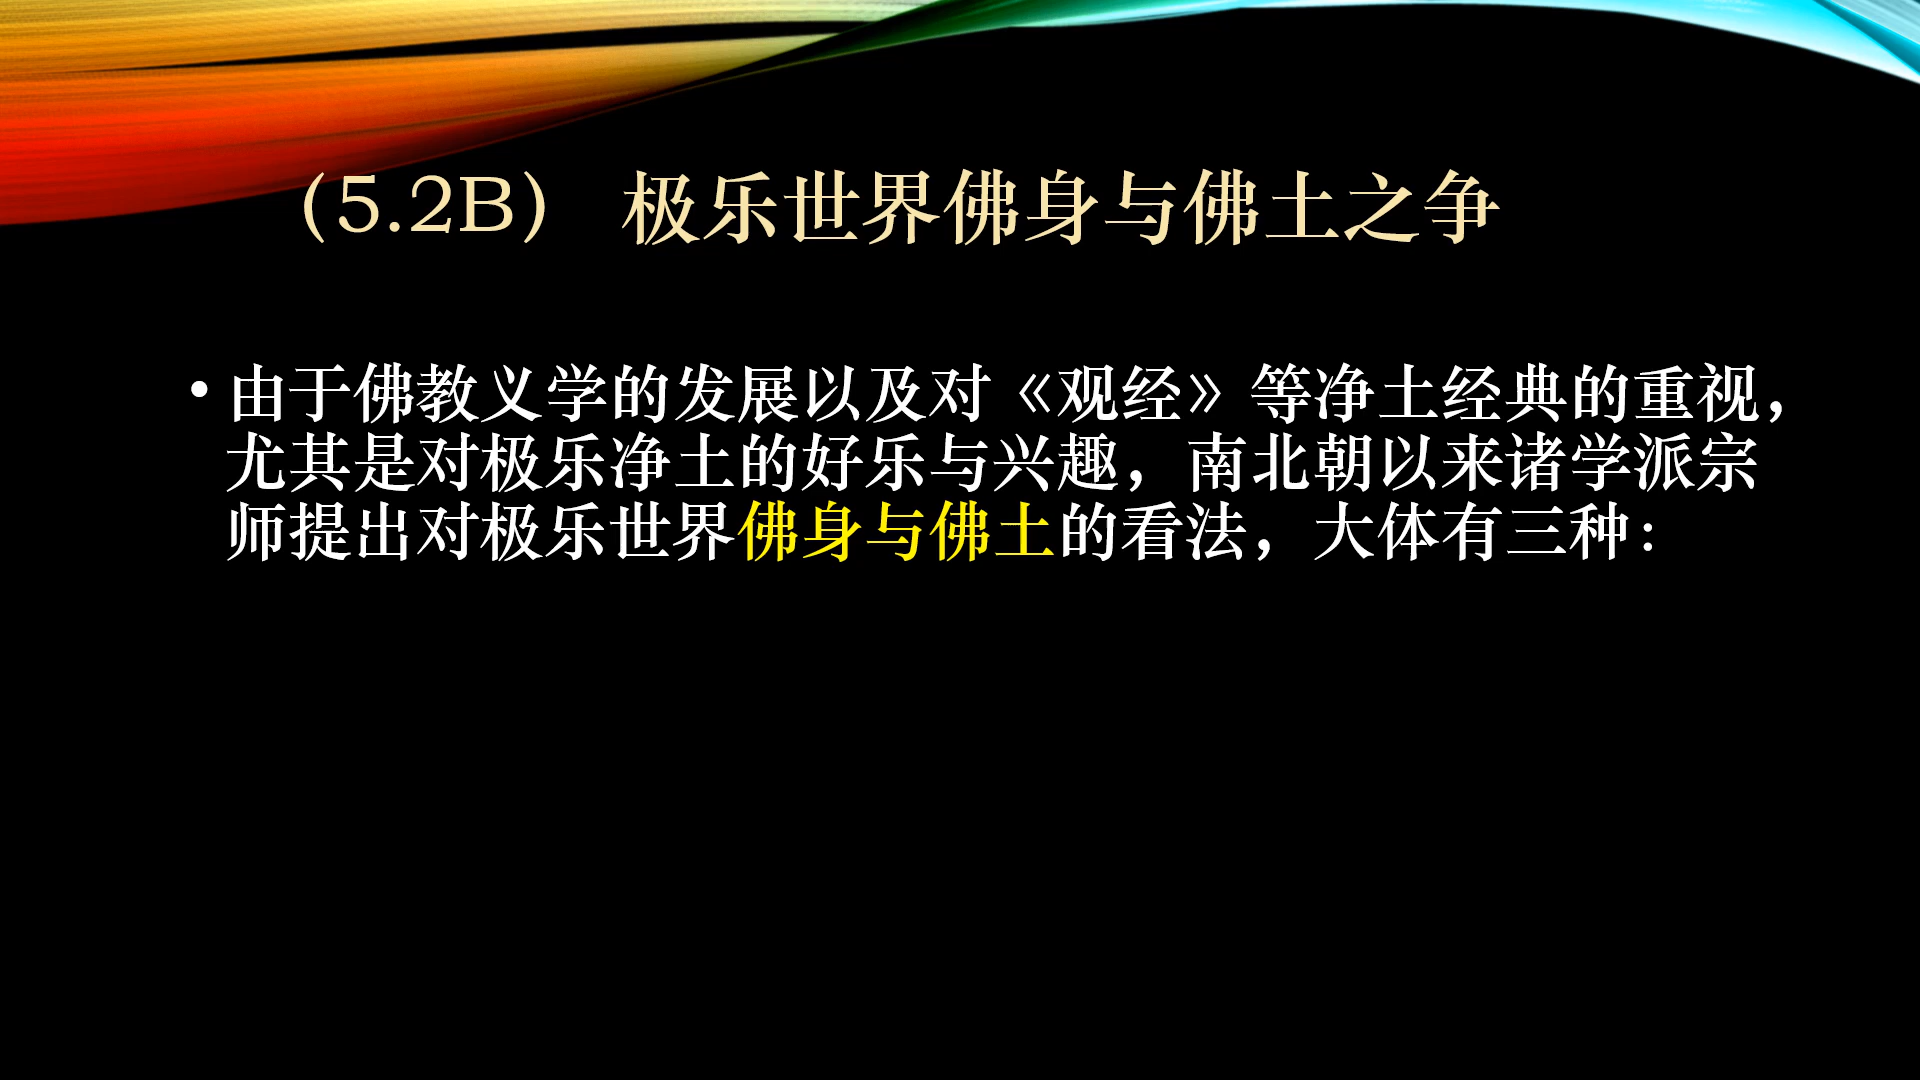 （5.2B） 极乐世界佛身与佛土之争
• 由于佛教义学的发展以及对《观经》等净土经典的重视，
尤其是对极乐净土的好乐与兴趣，南北朝以来诸学派宗
师提出对极乐世界佛身与佛土的看法，大体有三种：